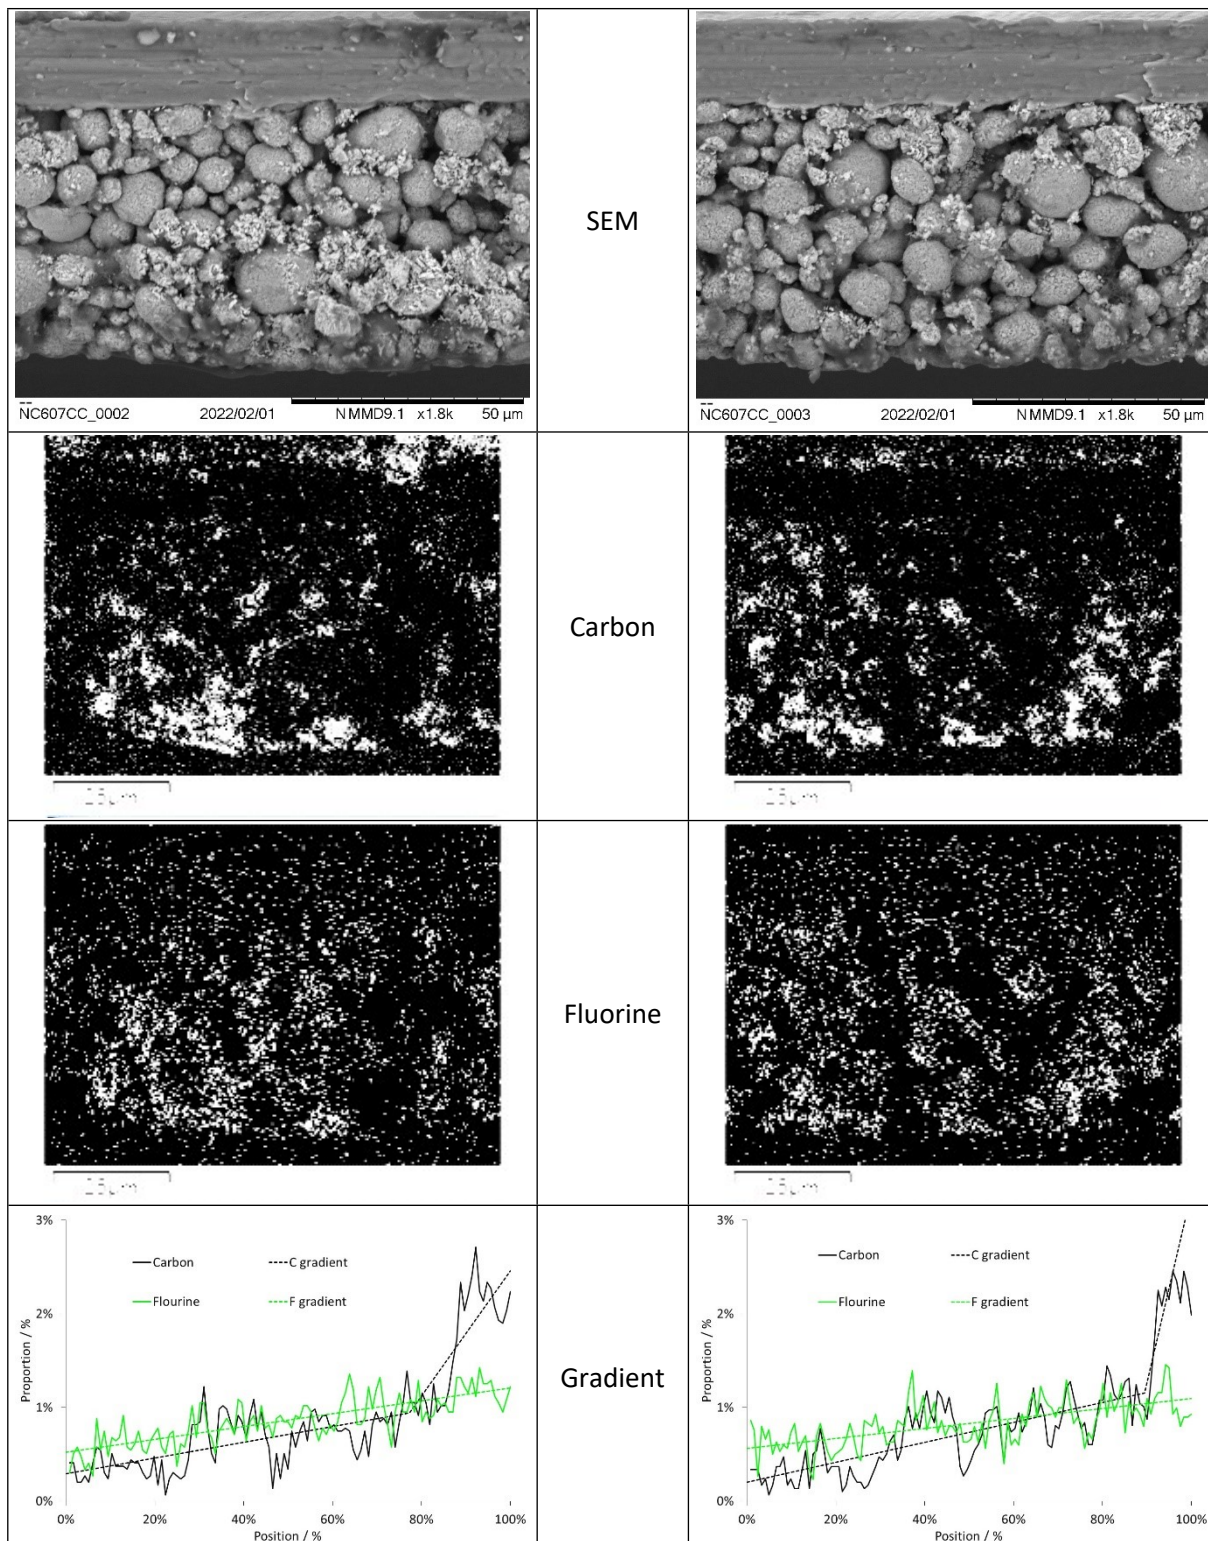 SEM
NC607CC_0002 2022/02/01 N MMD9.1 x1.8k 50 µm
NC607CC_0003 2022/02/01 N MMD9.1 x1.8k 50 µm
Carbon
Fluorine
Gradient
3%
2%
1%
0%
Proportion / %
Carbon
C gradient
Flourine
F gradient
0% 20% 40% 60% 80% 100%
Position / %
3%
2%
1%
0%
Proportion / %
Carbon
C gradient
Flourine
F gradient
0% 20% 40% 60% 80% 100%
Position / %